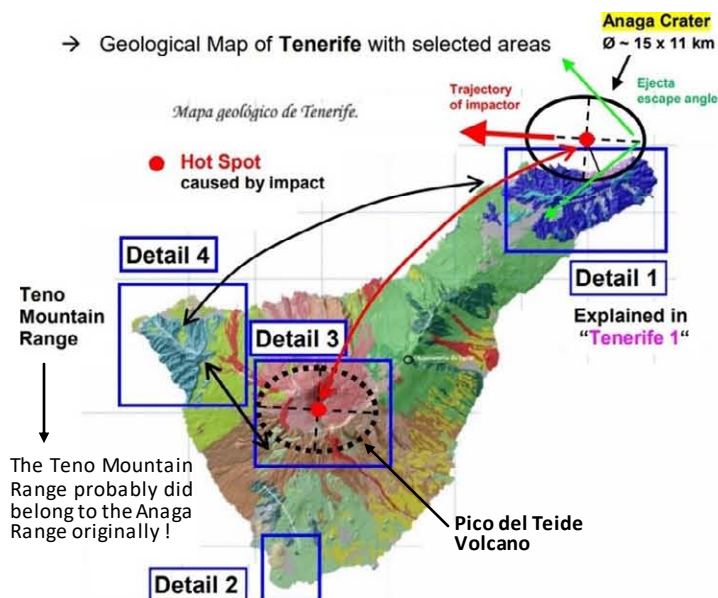 → Geological Map of Tenerife with selected areas
Anaga Crater
Ø ~ 15 x 11 km
Trajectory
of impactor
Ejecta
escape angle
Mapa geológico de Tenerife.
Hot Spot
caused by impact
Detail 4
Detail 1
Teno
Mountain
Range
Explained in
“Tenerife 1“
Detail 3
The Teno Mountain
Range probably did
belong to the Anaga
Range originally !
Pico del Teide
Volcano
Detail 2